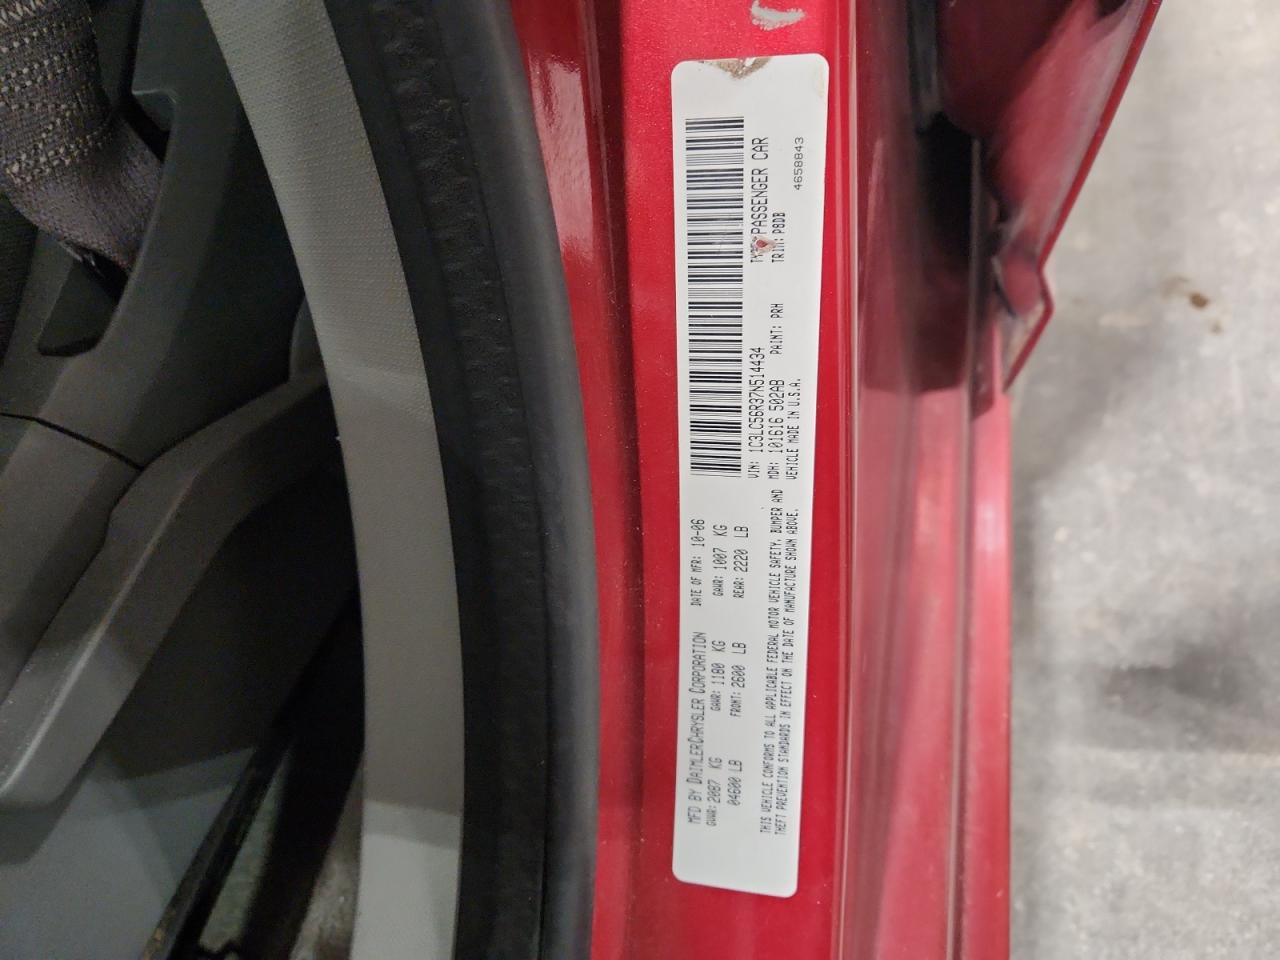 MFD BY DAIMLERCHRYSLER CORPORATION DATE OF MFR: 10-06
GVWR: 2087 KG GAWR: 1180 KG GAWR: 1007 KG
04600 LB FRONT: 2600 LB REAR: 2220 LB
THIS VEHICLE CONFORMS TO ALL APPLICABLE FEDERAL MOTOR VEHICLE SAFETY, BUMPER AND
THEFT PREVENTION STANDARDS IN EFFECT ON THE DATE OF MANUFACTURE SHOWN ABOVE.
VIN: 1C3LC56R37N514434 TYPE: PASSENGER CAR
MDH: 101616 502AB PAINT: PRH TRIM: P8DB
VEHICLE MADE IN U.S.A.
4658843